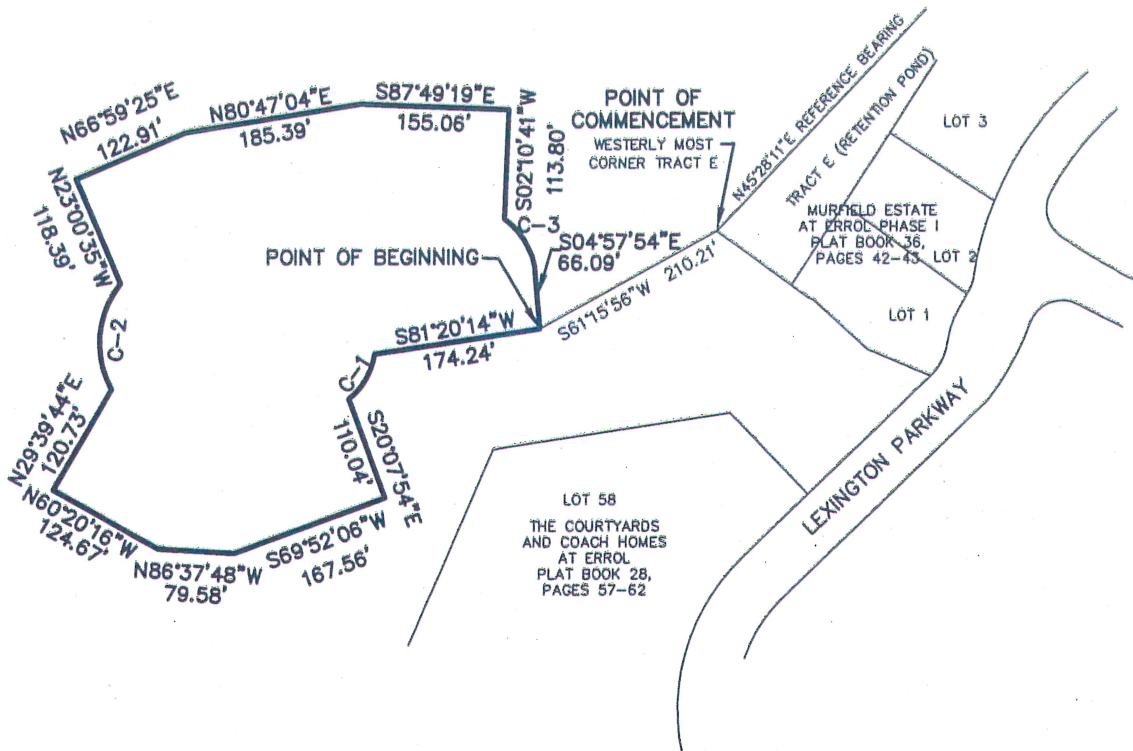 N66°59'25"E
122.91'
N80°47'04"E
185.39'
S87°49'19"E
155.06'
S02°10'41"W
113.80'
POINT OF
COMMENCEMENT
WESTERLY MOST
CORNER TRACT E
N45°28'11"E REFERENCE BEARING
TRACT E (RETENTION POND)
LOT 3
MURFIELD ESTATE
AT ERROL PHASE I
PLAT BOOK 36,
PAGES 42-43
LOT 2
LOT 1
N23°00'35"W
118.39'
C-3
S04°57'54"E
66.09'
POINT OF BEGINNING
S61°15'56"W 210.21'
S81°20'14"W
174.24'
C-2
C-1
N29°39'44"E
120.73'
S20°07'54"E
110.04'
N60°20'16"W
124.67'
N86°37'48"W
79.58'
S69°52'06"W
167.56'
LOT 58
THE COURTYARDS
AND COACH HOMES
AT ERROL
PLAT BOOK 28,
PAGES 57-62
LEXINGTON PARKWAY